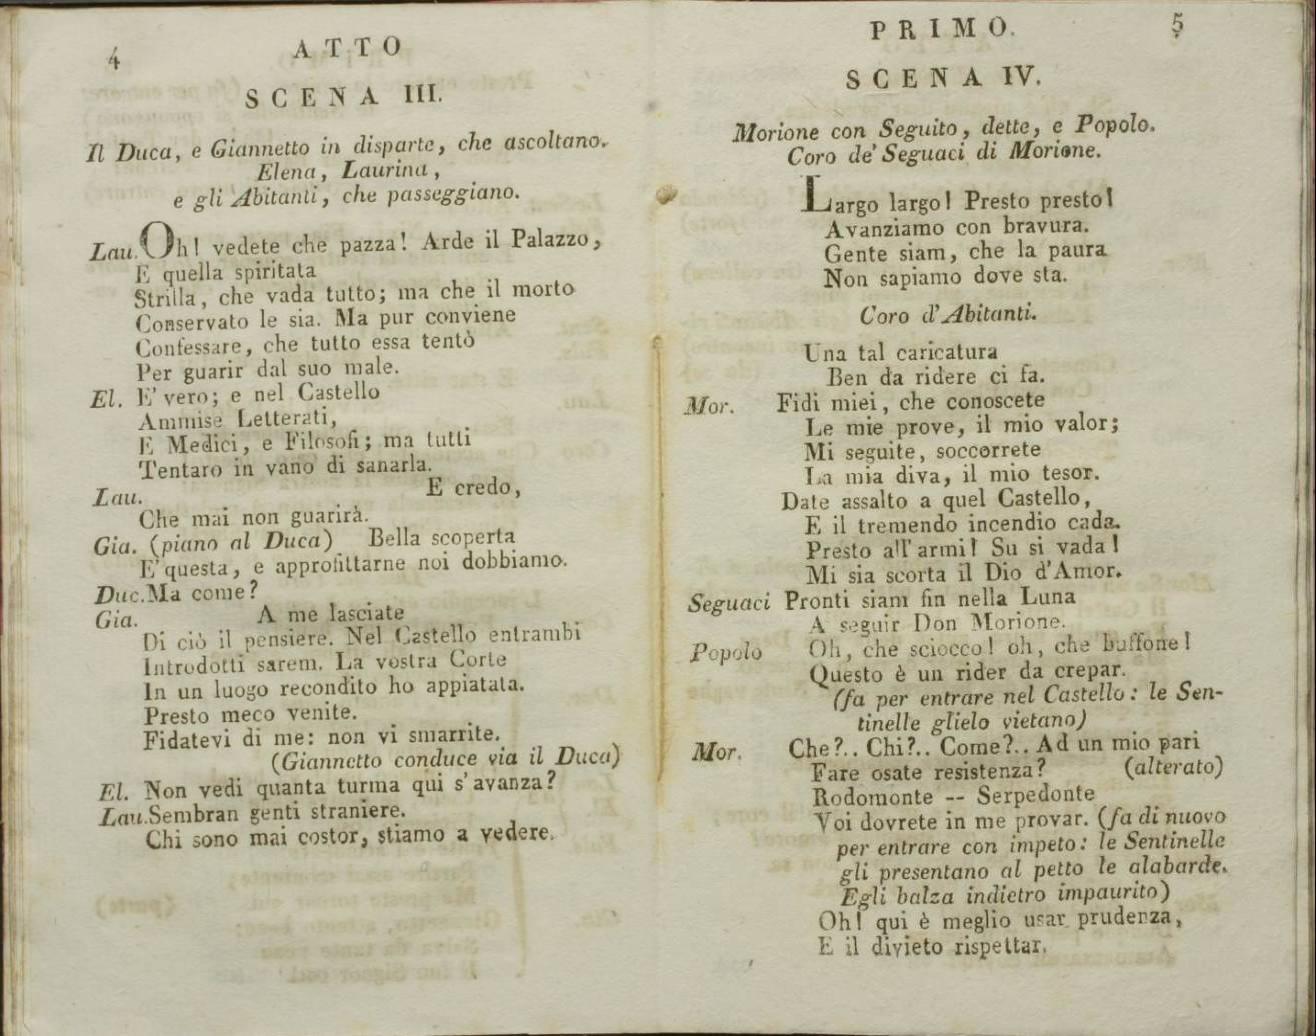 4
ATTO
SCENA III.
Il Duca, e Giannetto in disparte, che ascoltano.
Elena, Laurina,
e gli Abitanti, che passeggiano.
Lau. Oh! vedete che pazza! Arde il Palazzo,
E quella spiritata
Strilla, che vada tutto; ma che il morto
Conservato le sia. Ma pur conviene
Confessare, che tutto essa tentò
Per guarir dal suo male.
El. E' vero; e nel Castello
Ammise Letterati,
E Medici, e Filosofi; ma tutti
Tentaro in vano di sanarla.
Lau. E credo,
Che mai non guarirà.
Gia. (piano al Duca) Bella scoperta
E' questa, e approfittarne noi dobbiamo.
Duc. Ma come?
Gia. A me lasciate
Di ciò il pensiere. Nel Castello entrambi
Introdotti sarem. La vostra Corte
In un luogo recondito ho appiatata.
Presto meco venite.
Fidatevi di me: non vi smarrite.
(Giannetto conduce via il Duca)
El. Non vedi quanta turma qui s'avanza?
Lau. Sembran genti straniere.
Chi sono mai costor, stiamo a vedere.
PRIMO.
5
SCENA IV.
Morione con Seguito, dette, e Popolo.
Coro de' Seguaci di Morione.
Largo largo! Presto presto!
Avanziamo con bravura.
Gente siam, che la paura
Non sapiamo dove sta.
Coro d'Abitanti.
Una tal caricatura
Ben da ridere ci fa.
Mor. Fidi miei, che conoscete
Le mie prove, il mio valor;
Mi seguite, soccorrete
La mia diva, il mio tesor.
Date assalto a quel Castello,
E il tremendo incendio cada.
Presto all'armi! Su si vada!
Mi sia scorta il Dio d'Amor.
Seguaci Pronti siam fin nella Luna
A seguir Don Morione.
Popolo Oh, che sciocco! oh, che buffone!
Questo è un rider da crepar.
(fa per entrare nel Castello: le Sen-
tinelle glielo vietano)
Mor. Che?.. Chi?.. Come?.. Ad un mio pari
Fare osate resistenza? (alterato)
Rodomonte -- Serpedonte
Voi dovrete in me provar. (fa di nuovo
per entrare con impeto: le Sentinelle
gli presentano al petto le alabarde.
Egli balza indietro impaurito)
Oh! qui è meglio usar prudenza,
E il divieto rispettar.